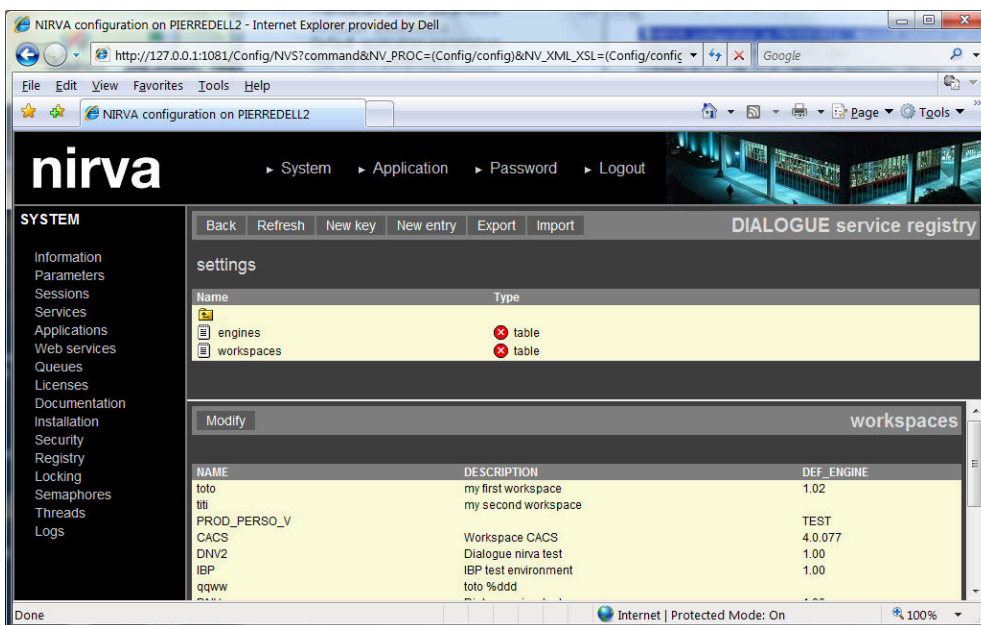 NIRVA configuration on PIERREDELL2 - Internet Explorer provided by Dell
http://127.0.0.1:1081/Config/NVS?command&NV_PROC=(Config/config)&NV_XML_XSL=(Config/config
Google
File Edit View Favorites Tools Help
NIRVA configuration on PIERREDELL2
Page Tools
nirva
System Application Password Logout
SYSTEM
Information
Parameters
Sessions
Services
Applications
Web services
Queues
Licenses
Documentation
Installation
Security
Registry
Locking
Semaphores
Threads
Logs
Back Refresh New key New entry Export Import DIALOGUE service registry
settings
Name Type
engines table
workspaces table
Modify workspaces
NAME DESCRIPTION DEF_ENGINE
toto my first workspace 1.02
titi my second workspace
PROD_PERSO_V TEST
CACS Workspace CACS 4.0.077
DNV2 Dialogue nirva test 1.00
IBP IBP test environment 1.00
qqww toto %ddd
Done Internet | Protected Mode: On 100%